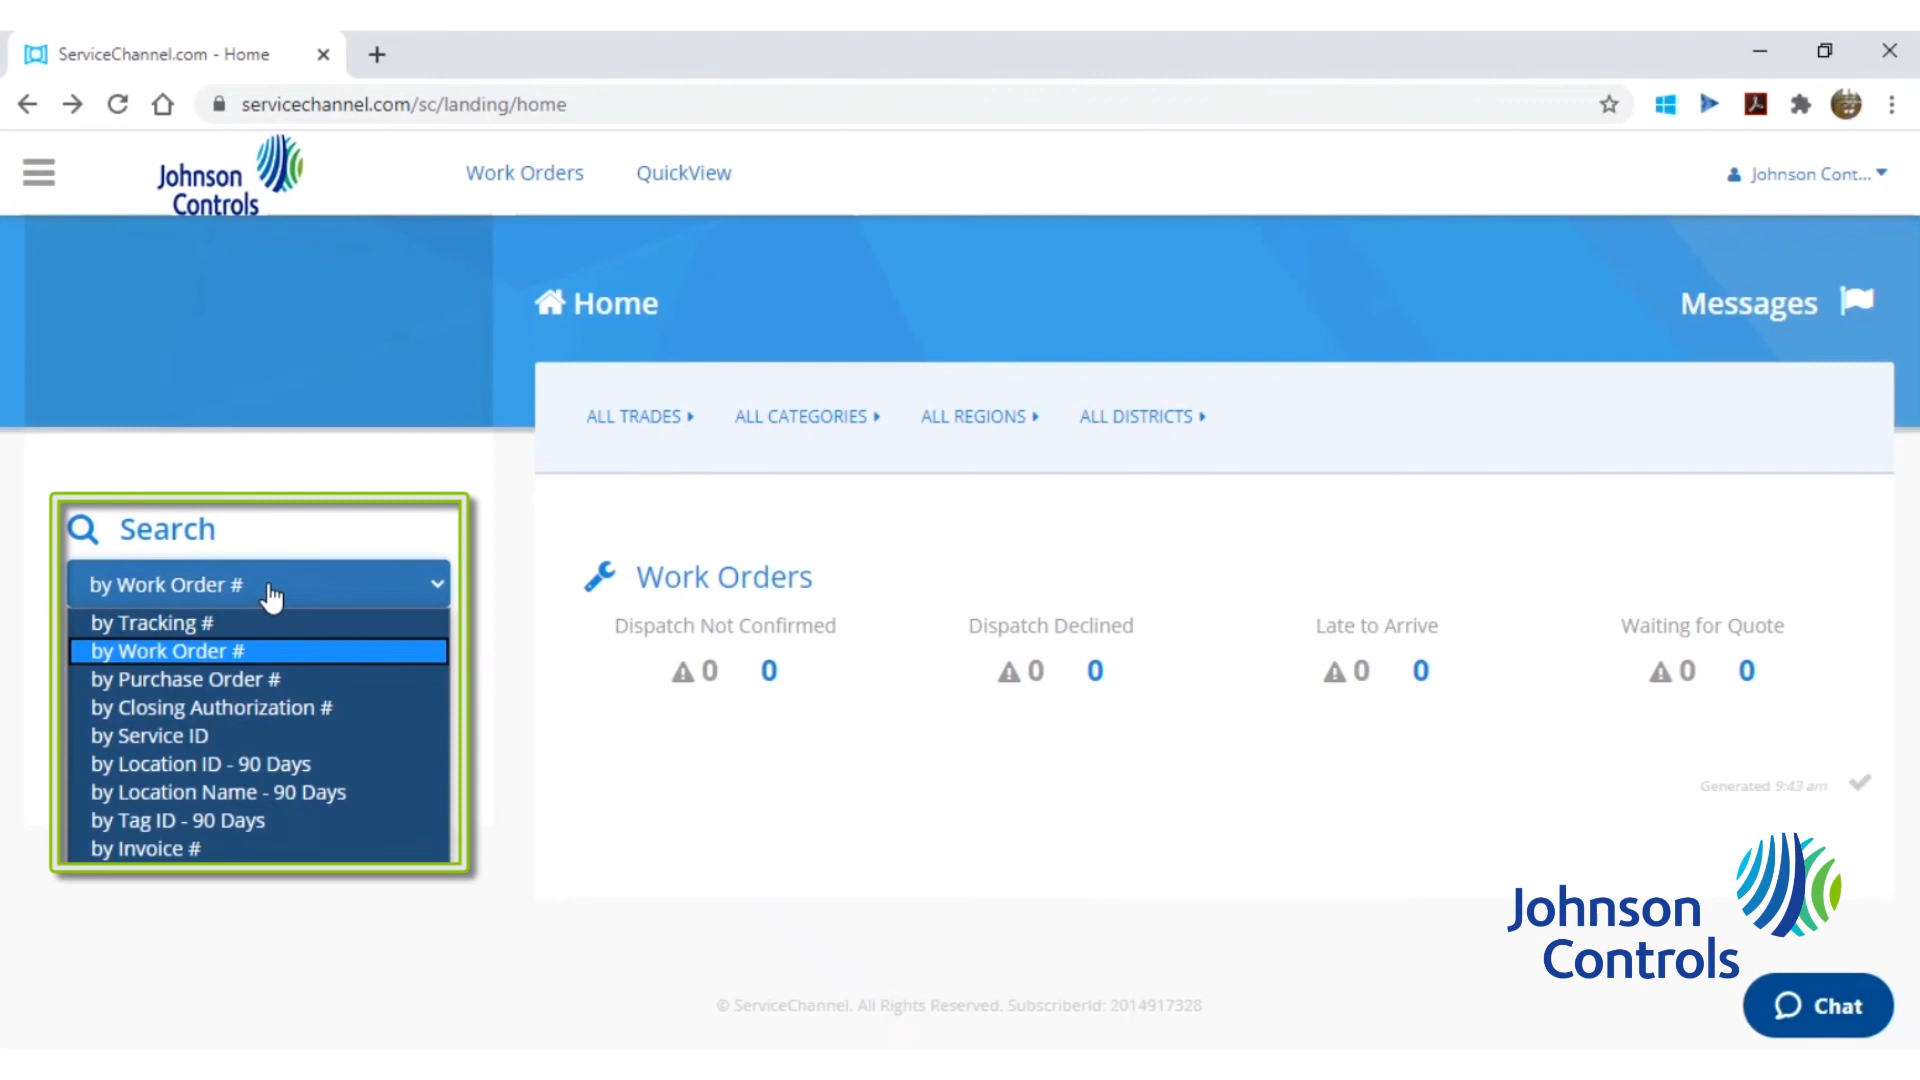 ServiceChannel.com - Home
servicechannel.com/sc/landing/home
Johnson
Controls
Work Orders
QuickView
Johnson Cont...
Home
Messages
ALL TRADES
ALL CATEGORIES
ALL REGIONS
ALL DISTRICTS
Search
by Work Order #
by Tracking #
by Work Order #
by Purchase Order #
by Closing Authorization #
by Service ID
by Location ID - 90 Days
by Location Name - 90 Days
by Tag ID - 90 Days
by Invoice #
Work Orders
Dispatch Not Confirmed
0 0
Dispatch Declined
0 0
Late to Arrive
0 0
Waiting for Quote
0 0
Generated 9:43 am
Johnson
Controls
© ServiceChannel. All Rights Reserved. SubscriberId: 2014917328
Chat